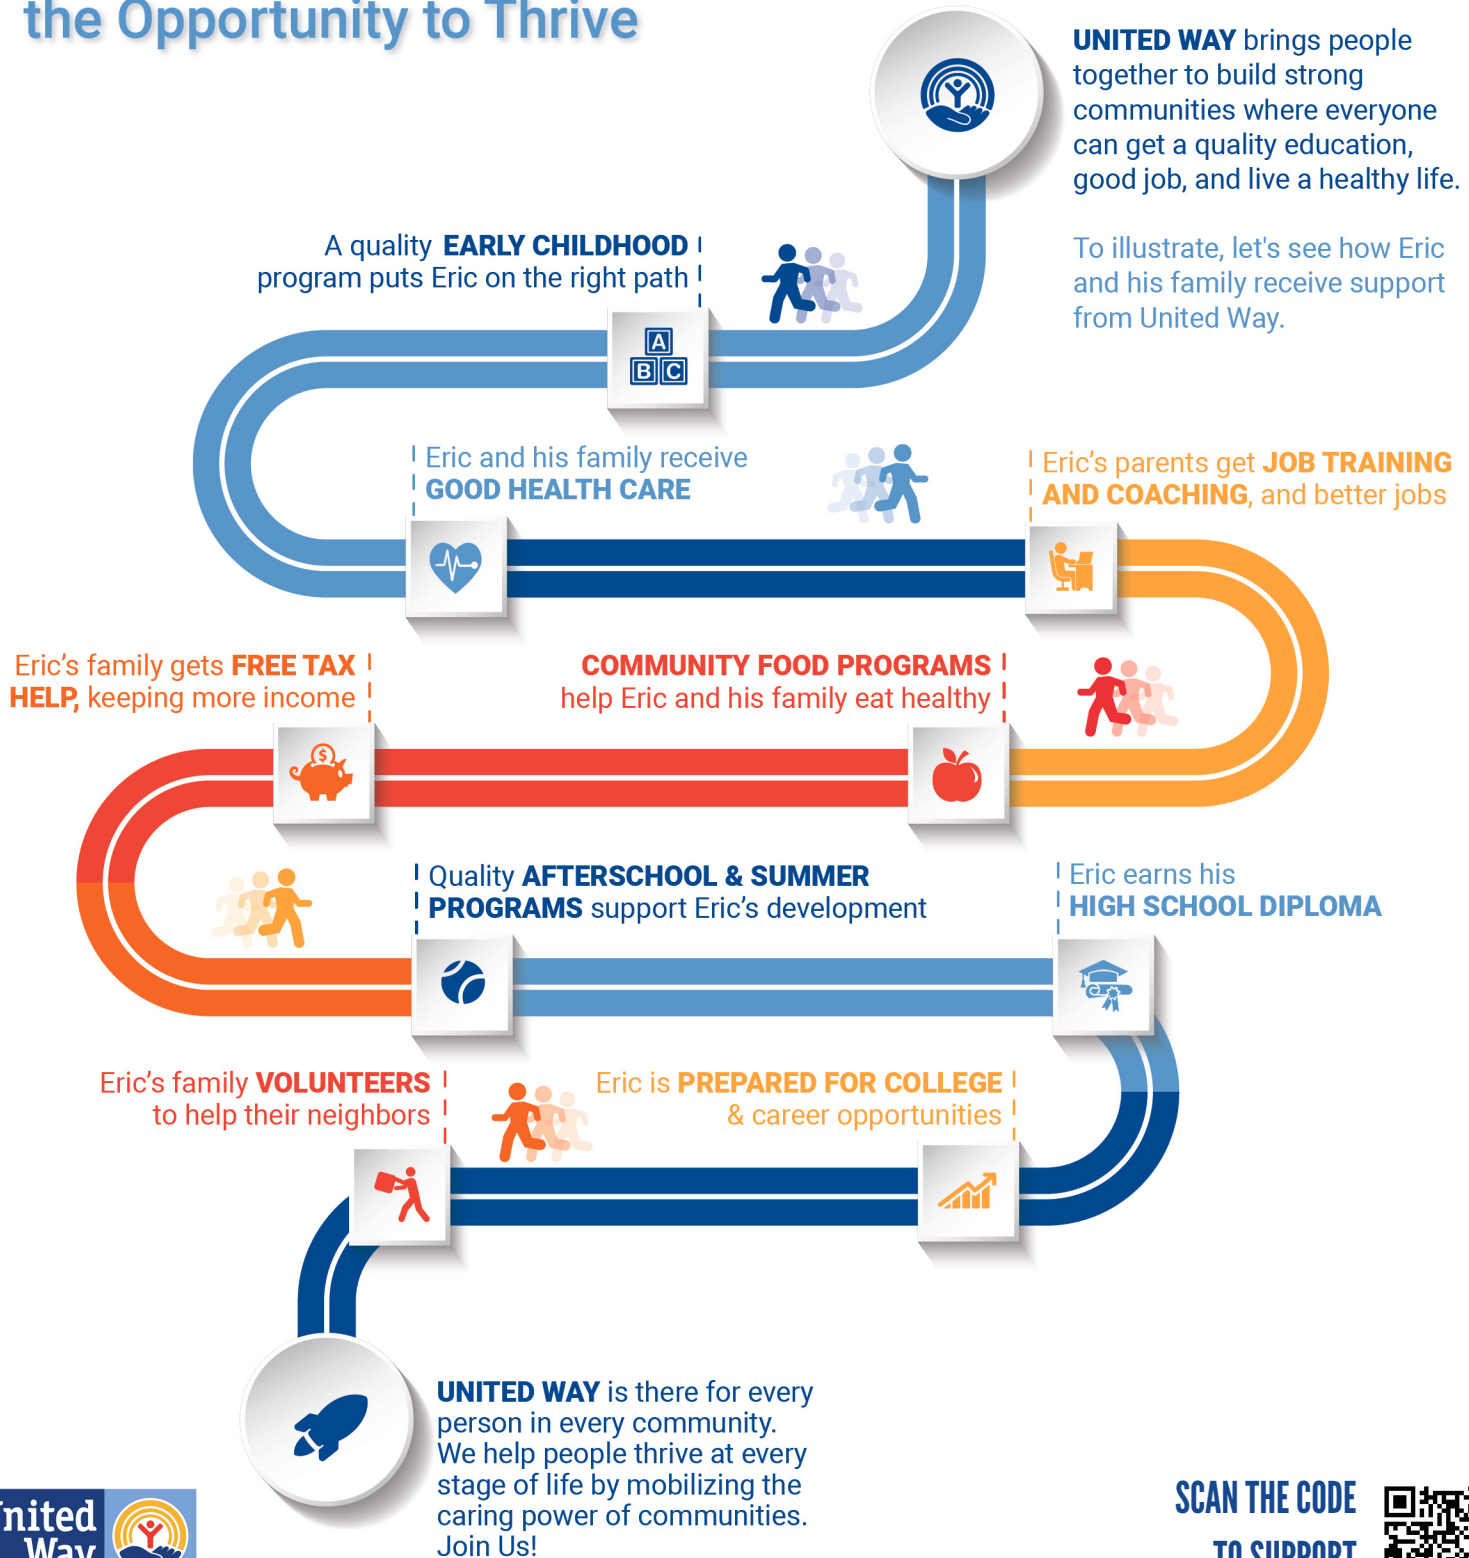 the Opportunity to Thrive
UNITED WAY brings people
together to build strong
communities where everyone
can get a quality education,
good job, and live a healthy life.
To illustrate, let's see how Eric
and his family receive support
from United Way.
A quality EARLY CHILDHOOD
program puts Eric on the right path
A
B C
Eric and his family receive
GOOD HEALTH CARE
Eric's parents get JOB TRAINING
AND COACHING, and better jobs
COMMUNITY FOOD PROGRAMS
help Eric and his family eat healthy
Eric's family gets FREE TAX
HELP, keeping more income
$
Quality AFTERSCHOOL & SUMMER
PROGRAMS support Eric's development
Eric earns his
HIGH SCHOOL DIPLOMA
Eric is PREPARED FOR COLLEGE
& career opportunities
Eric's family VOLUNTEERS
to help their neighbors
UNITED WAY is there for every
person in every community.
We help people thrive at every
stage of life by mobilizing the
caring power of communities.
Join Us!
United
Way
SCAN THE CODE
TO SUPPORT